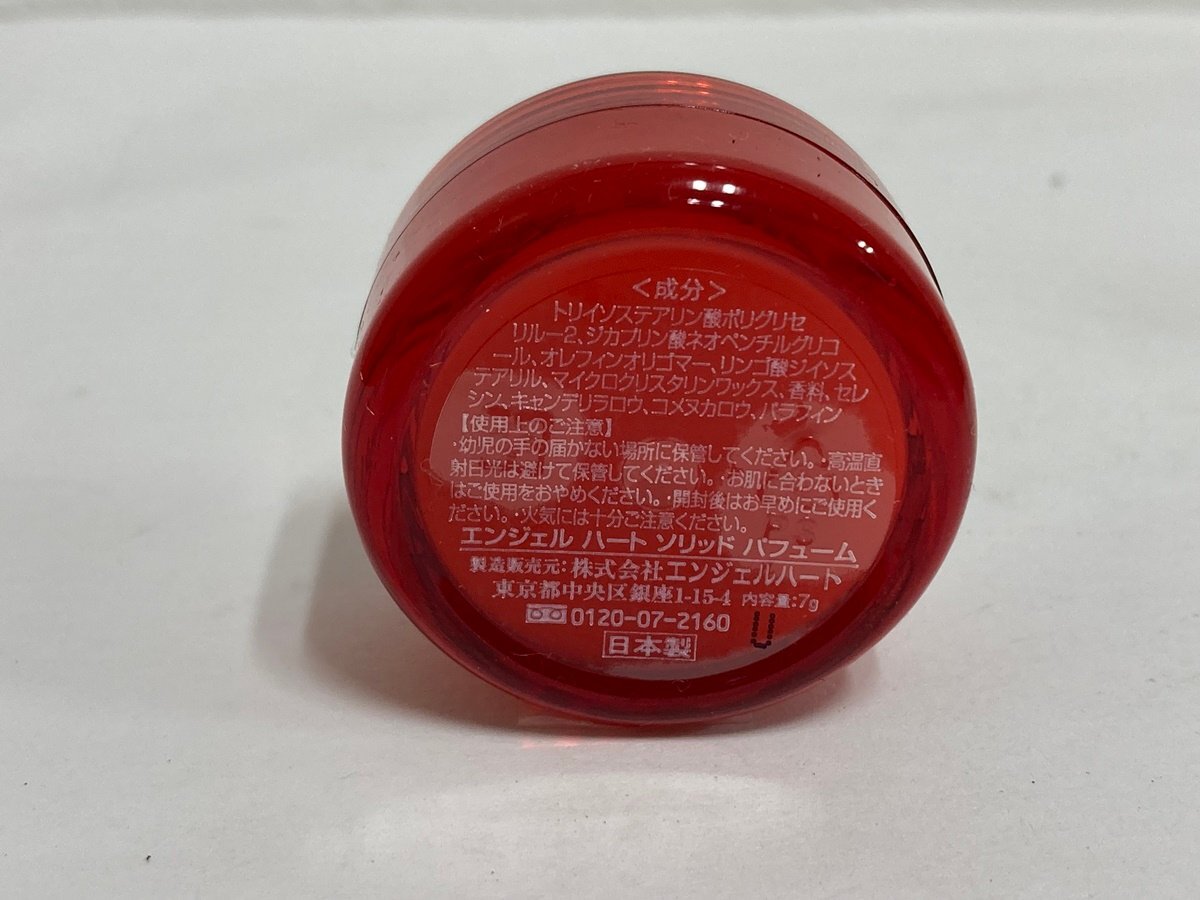 <成分>
トリイソステアリン酸ポリグリセ
リルー2、ジカプリン酸ネオペンチルグリコ
ール、オレフィンオリゴマー、リンゴ酸ジイソス
テアリル、マイクロクリスタリンワックス、香料、セレ
シン、キャンデリラロウ、コメヌカロウ、パラフィン
【使用上のご注意】
・幼児の手の届かない場所に保管してください。・高温直
射日光は避けて保管してください。・お肌に合わないとき
はご使用をおやめください。・開封後はお早めにご使用く
ださい。・火気には十分ご注意ください。
エンジェル ハート ソリッド パフューム
製造販売元：株式会社エンジェルハート
東京都中央区銀座1-15-4 内容量：7g
0120-07-2160
日本製